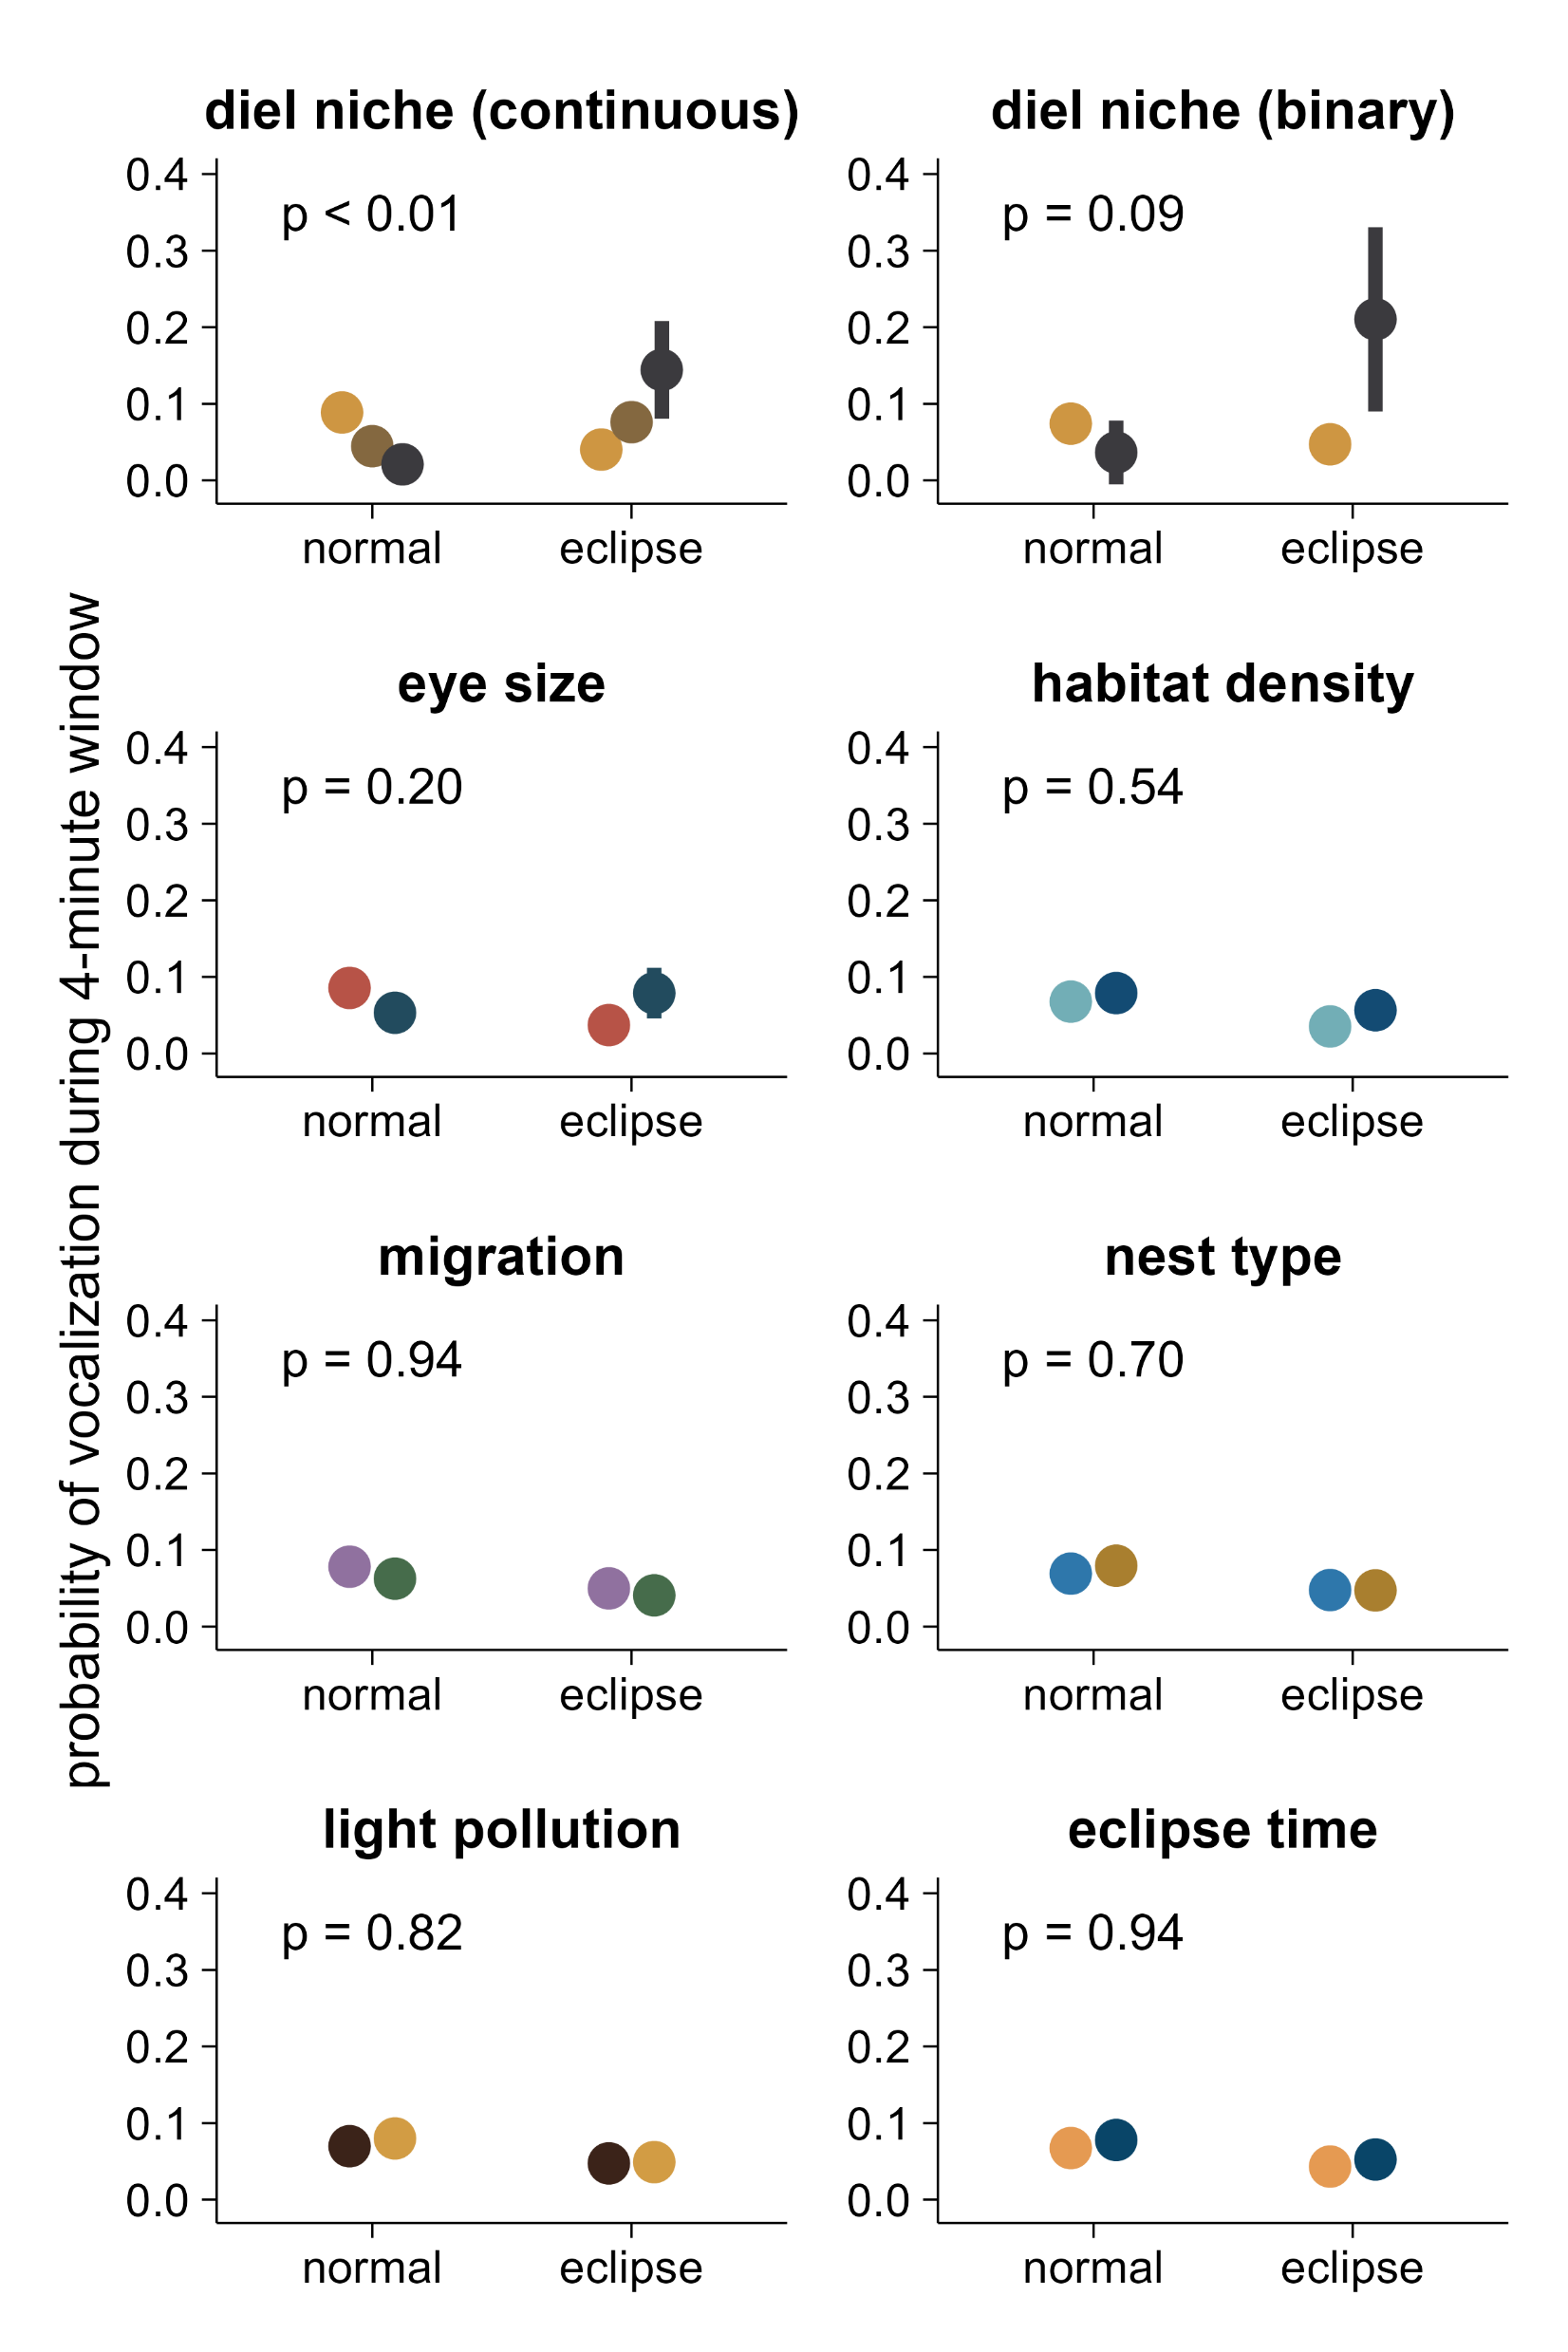 probability of vocalization during 4-minute window
diel niche (continuous)
p < 0.01
0.4
0.3
0.2
0.1
0.0
normal eclipse
diel niche (binary)
p = 0.09
0.4
0.3
0.2
0.1
0.0
normal eclipse
eye size
p = 0.20
0.4
0.3
0.2
0.1
0.0
normal eclipse
habitat density
p = 0.54
0.4
0.3
0.2
0.1
0.0
normal eclipse
migration
p = 0.94
0.4
0.3
0.2
0.1
0.0
normal eclipse
nest type
p = 0.70
0.4
0.3
0.2
0.1
0.0
normal eclipse
light pollution
p = 0.82
0.4
0.3
0.2
0.1
0.0
normal eclipse
eclipse time
p = 0.94
0.4
0.3
0.2
0.1
0.0
normal eclipse